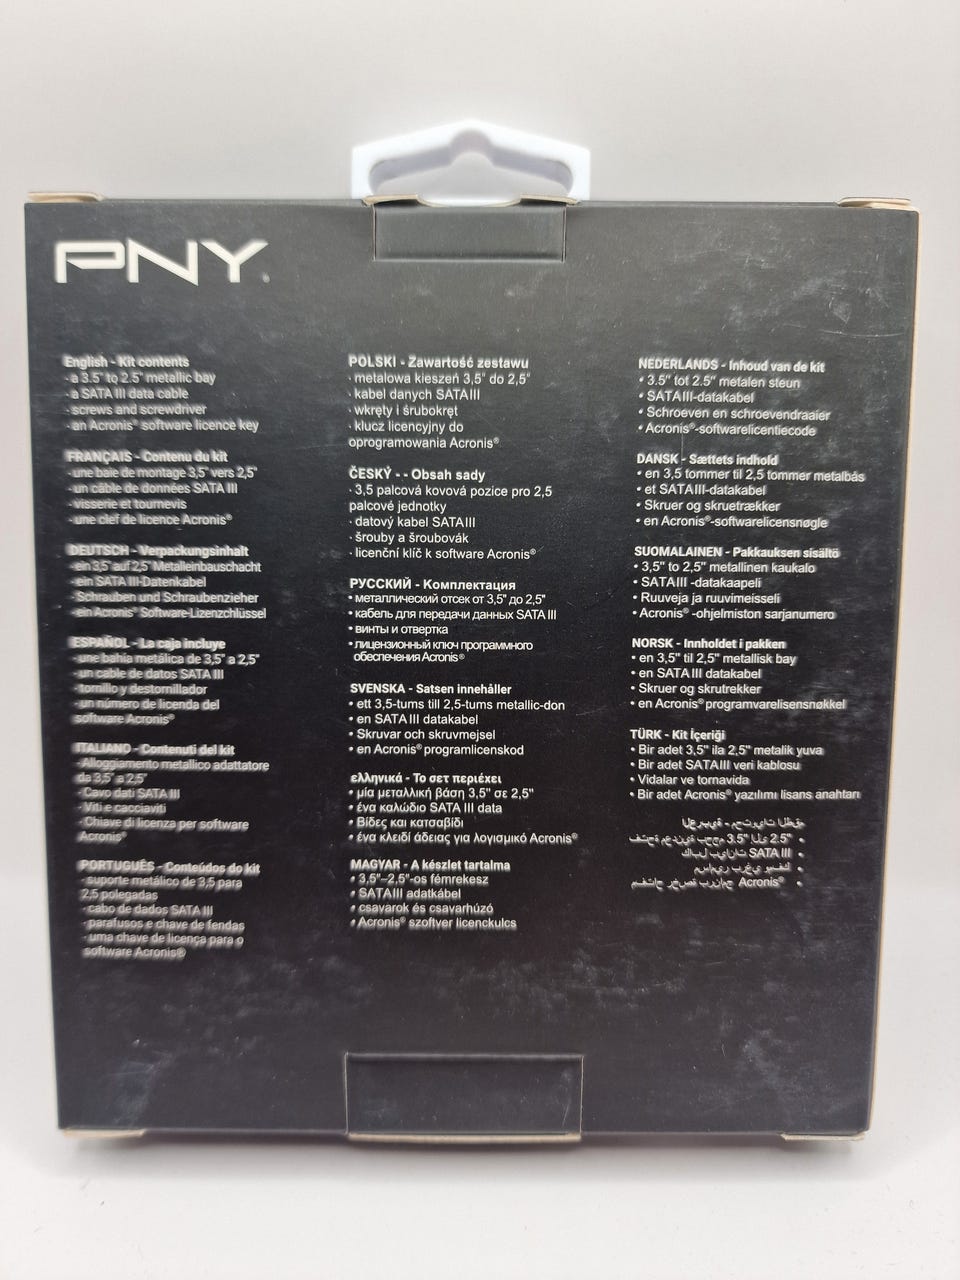 PNY
English - Kit contents
· a 3.5" to 2.5" metallic bay
· a SATA III data cable
· screws and screwdriver
· an Acronis® software licence key
FRANÇAIS - Contenu du kit
· une baie de montage 3,5" vers 2,5"
· un câble de données SATA III
· visserie et tournevis
· une clef de licence Acronis®
DEUTSCH - Verpackungsinhalt
· ein 3,5" auf 2,5" Metalleinbauschacht
· ein SATA III-Datenkabel
· Schrauben und Schraubenzieher
· ein Acronis® Software-Lizenzchlüssel
ESPAÑOL - La caja incluye
· une bahía metálica de 3,5" a 2,5"
· un cable de datos SATA III
· tornillo y destornillador
· un número de licenda del
software Acronis®
ITALIANO - Contenuti del kit
· Alloggiamento metallico adattatore
da 3,5" a 2,5"
· Cavo dati SATA III
· Viti e cacciaviti
· Chiave di licenza per software
Acronis®
PORTUGUÊS - Conteúdos do kit
· suporte metálico de 3,5 para
2,5 polegadas
· cabo de dados SATA III
· parafusos e chave de fendas
· uma chave de licença para o
software Acronis®
POLSKI - Zawartość zestawu
· metalowa kieszeń 3,5" do 2,5"
· kabel danych SATA III
· wkręty i śrubokręt
· klucz licencyjny do
oprogramowania Acronis®
ČESKÝ - - Obsah sady
· 3,5 palcová kovová pozice pro 2,5
palcové jednotky
· datový kabel SATA III
· šrouby a šroubovák
· licenční klíč k software Acronis®
РУССКИЙ - Комплектация
• металлический отсек от 3,5" до 2,5"
• кабель для передачи данных SATA III
• винты и отвертка
• лицензионный ключ программного
обеспечения Acronis®
SVENSKA - Satsen innehåller
• ett 3,5-tums till 2,5-tums metallic-don
• en SATA III datakabel
• Skruvar och skruvmejsel
• en Acronis® programlicenskod
ελληνικά - Το σετ περιέχει
• μία μεταλλική βάση 3,5" σε 2,5"
• ένα καλώδιο SATA III data
• Βίδες και κατσαβίδι
• ένα κλειδί άδειας για λογισμικό Acronis®
MAGYAR - A készlet tartalma
• 3,5"–2,5"-os fémrekesz
• SATA III adatkábel
• csavarok és csavarhúzó
• Acronis® szoftver licenckulcs
NEDERLANDS - Inhoud van de kit
• 3.5" tot 2.5" metalen steun
• SATA III-datakabel
• Schroeven en schroevendraaier
• Acronis®-softwarelicentiecode
DANSK - Sættets indhold
• en 3,5 tommer til 2,5 tommer metalbås
• et SATA III-datakabel
• Skruer og skruetrækker
• en Acronis®-softwarelicensnøgle
SUOMALAINEN - Pakkauksen sisältö
• 3,5" to 2,5" metallinen kaukalo
• SATA III -datakaapeli
• Ruuveja ja ruuvimeisseli
• Acronis® -ohjelmiston sarjanumero
NORSK - Innholdet i pakken
• en 3,5" til 2,5" metallisk bay
• en SATA III datakabel
• Skruer og skrutrekker
• en Acronis® programvarelisensnøkkel
TÜRK - Kit İçeriği
• Bir adet 3,5" ila 2,5" metalik yuva
• Bir adet SATA III veri kablosu
• Vidalar ve tornavida
• Bir adet Acronis® yazılımı lisans anahtarı
3.5" 2.5" •
SATA III •
Acronis® •